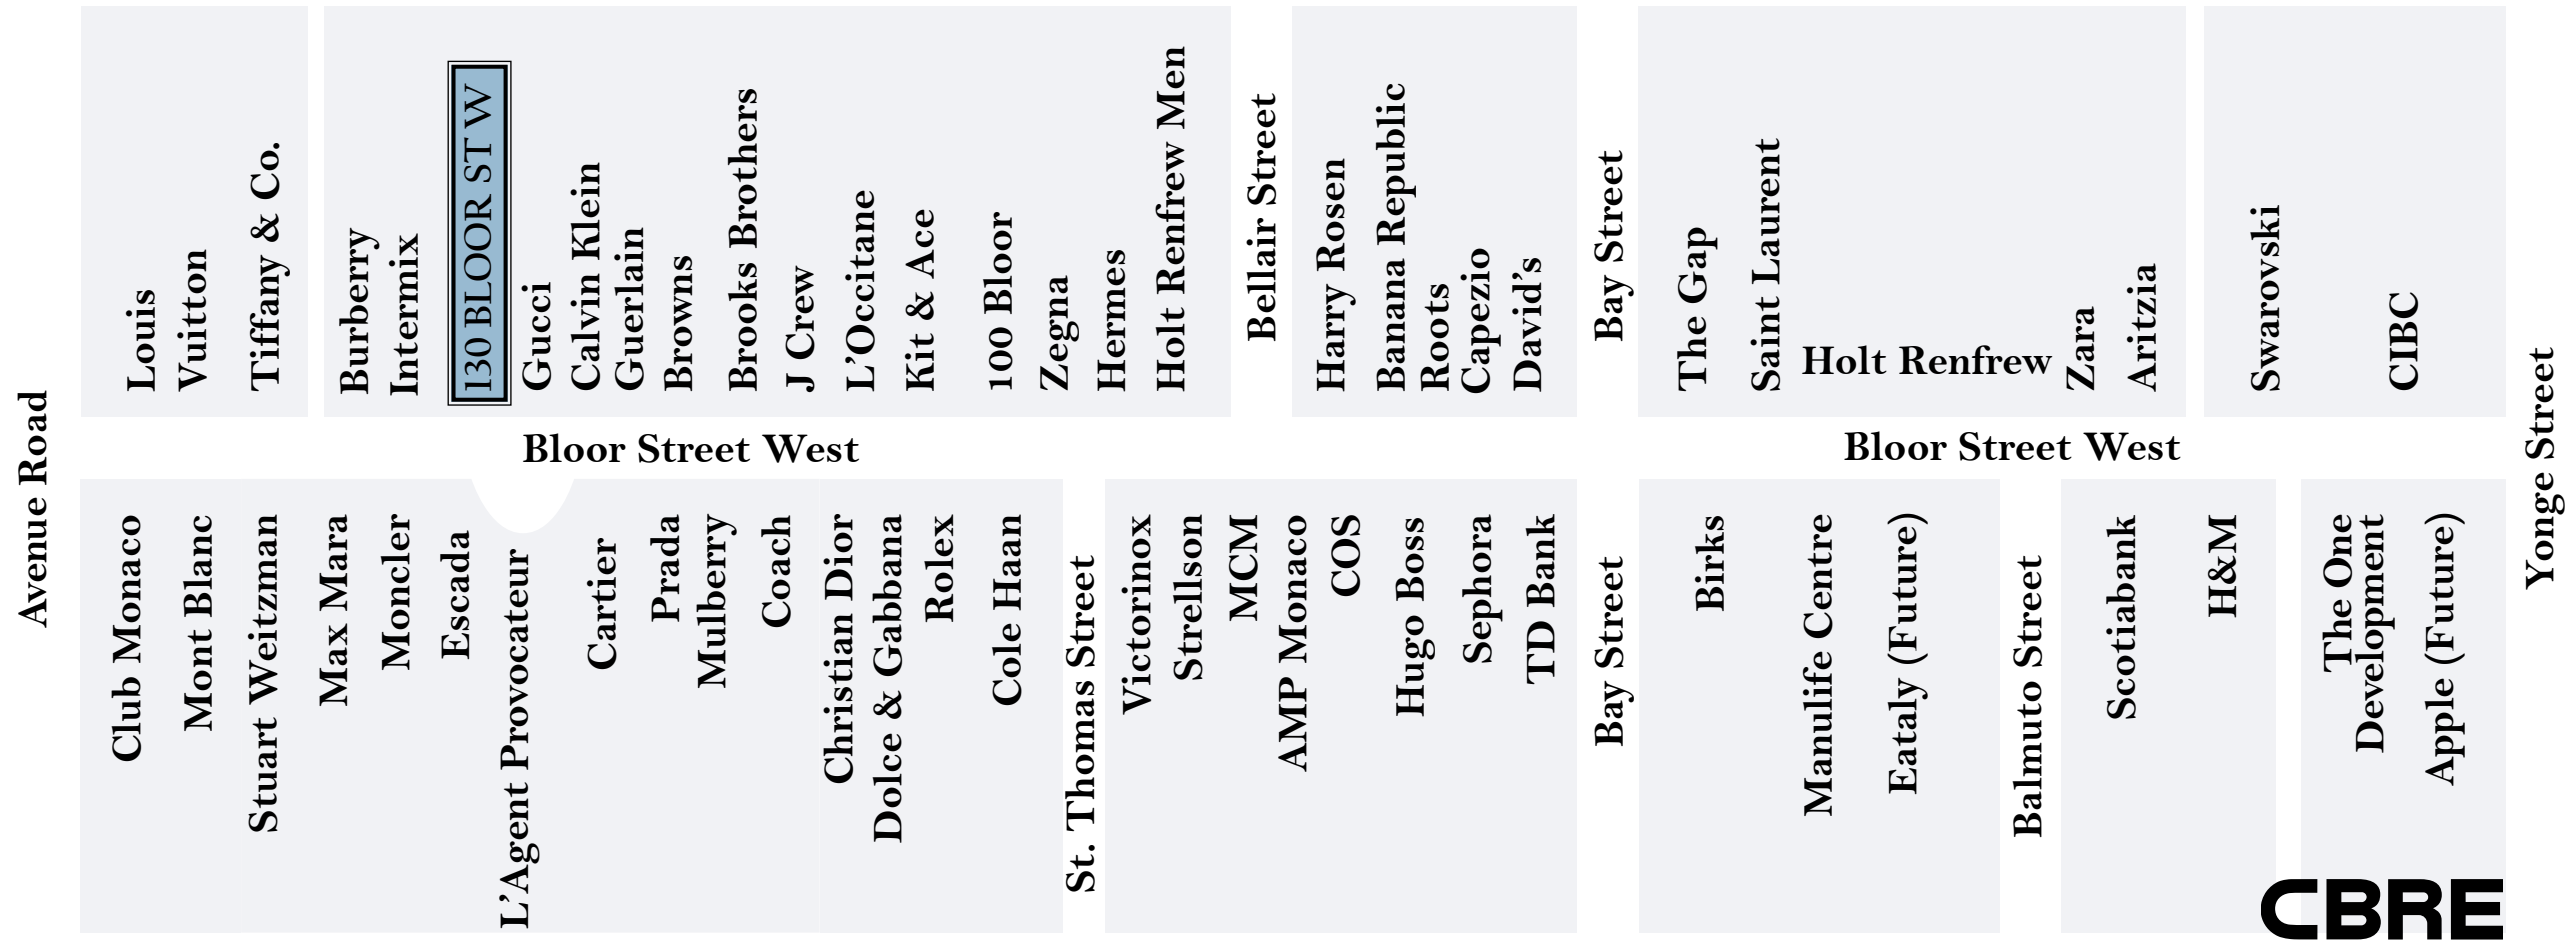 Avenue Road
Louis
Vuitton
Tiffany & Co.
Burberry
Intermix
130 BLOOR ST W
Gucci
Calvin Klein
Guerlain
Browns
Brooks Brothers
J Crew
L'Occitane
Kit & Ace
100 Bloor
Zegna
Hermes
Holt Renfrew Men
Bellair Street
Harry Rosen
Banana Republic
Roots
Capezio
David's
Bay Street
The Gap
Saint Laurent
Holt Renfrew
Zara
Aritzia
Swarovski
CIBC
Yonge Street
Bloor Street West
Bloor Street West
Club Monaco
Mont Blanc
Stuart Weitzman
Max Mara
Moncler
Escada
L'Agent Provocateur
Cartier
Prada
Mulberry
Coach
Christian Dior
Dolce & Gabbana
Rolex
Cole Haan
St. Thomas Street
Victorinox
Strellson
MCM
AMP Monaco
COS
Hugo Boss
Sephora
TD Bank
Bay Street
Birks
Manulife Centre
Eataly (Future)
Balmuto Street
Scotiabank
H&M
The One
Development
Apple (Future)
CBRE